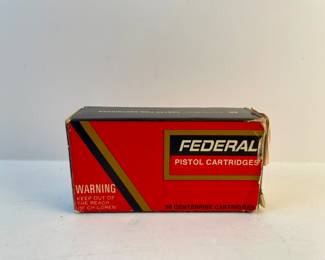 FEDERAL
PISTOL CARTRIDGES
WARNING
KEEP OUT OF
THE REACH
OF CHILDREN
50 CENTERFIRE CARTRIDGES